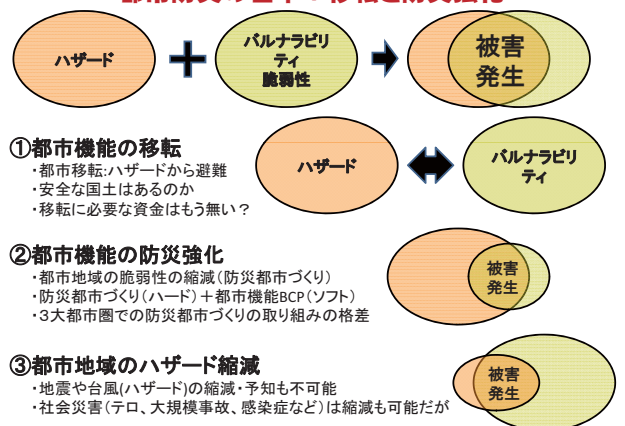 ハザード
バルナラビリ
ティ
脆弱性
被害
発生
①都市機能の移転
・都市移転:ハザードから避難
・安全な国土はあるのか
・移転に必要な資金はもう無い？
ハザード
バルナラビリ
ティ
②都市機能の防災強化
・都市地域の脆弱性の縮減（防災都市づくり）
・防災都市づくり（ハード）＋都市機能BCP（ソフト）
・３大都市圏での防災都市づくりの取り組みの格差
被害
発生
③都市地域のハザード縮減
・地震や台風(ハザード)の縮減・予知も不可能
・社会災害（テロ、大規模事故、感染症など）は縮減も可能だが
被害
発生